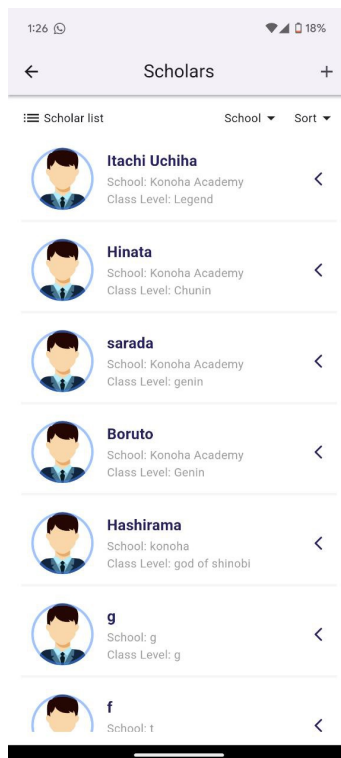 1:26 18%
Scholars
Scholar list School Sort
Itachi Uchiha
School: Konoha Academy
Class Level: Legend
Hinata
School: Konoha Academy
Class Level: Chunin
sarada
School: Konoha Academy
Class Level: genin
Boruto
School: Konoha Academy
Class Level: Genin
Hashirama
School: konoha
Class Level: god of shinobi
g
School: g
Class Level: g
f
School: t